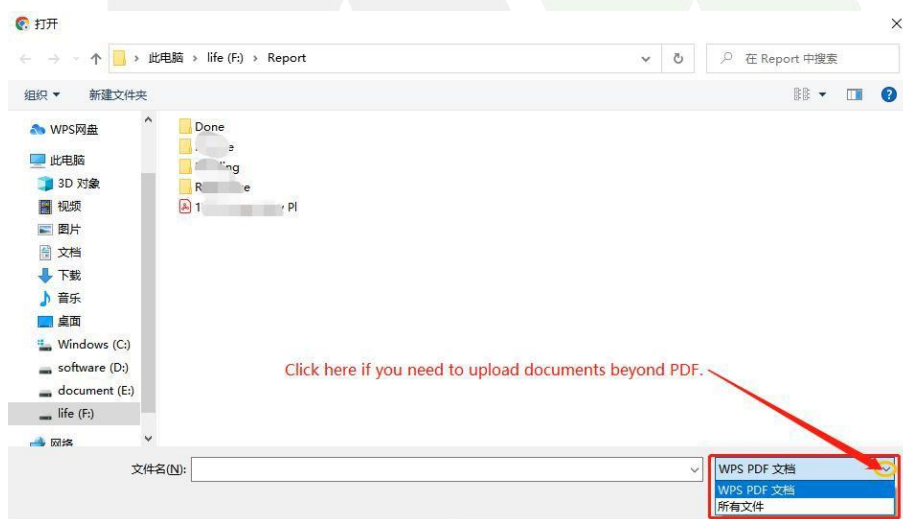 打开
此电脑 › life (F:) › Report
在 Report 中搜索
组织 新建文件夹
WPS网盘
此电脑
3D 对象
视频
图片
文档
下载
音乐
桌面
Windows (C:)
software (D:)
document (E:)
life (F:)
网络
Done
Pl
Click here if you need to upload documents beyond PDF.
文件名(N):
WPS PDF 文档
WPS PDF 文档
所有文件